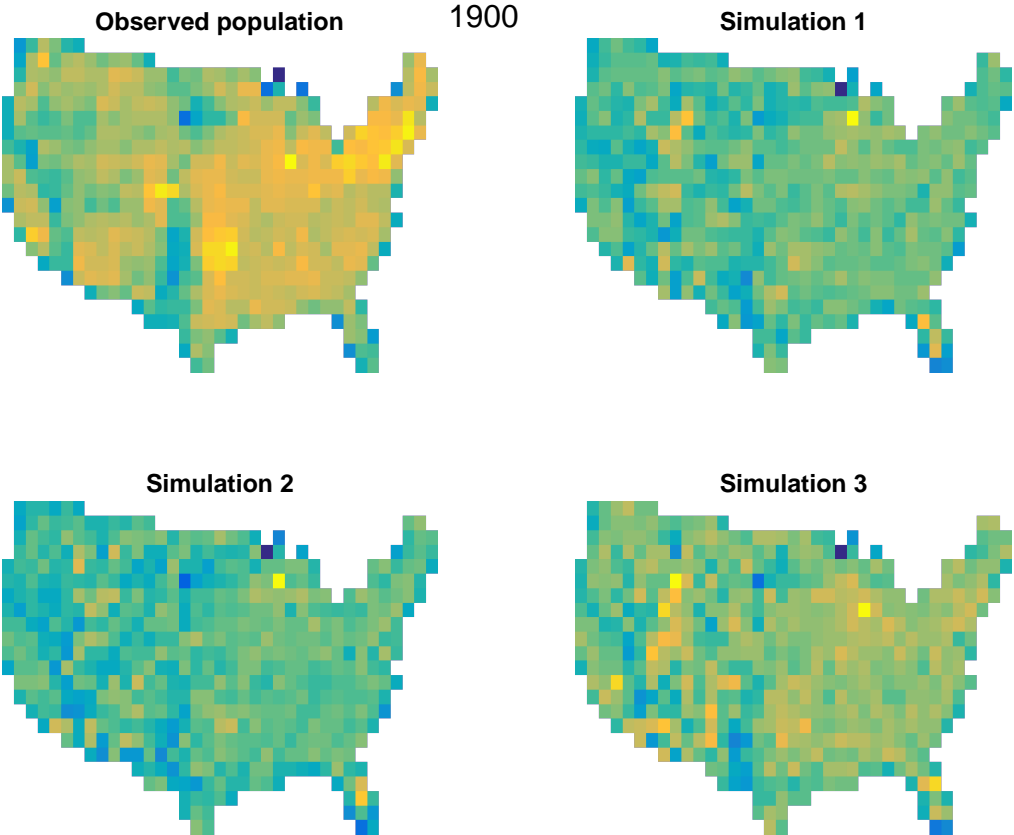 Observed population
1900
Simulation 1
Simulation 2
Simulation 3